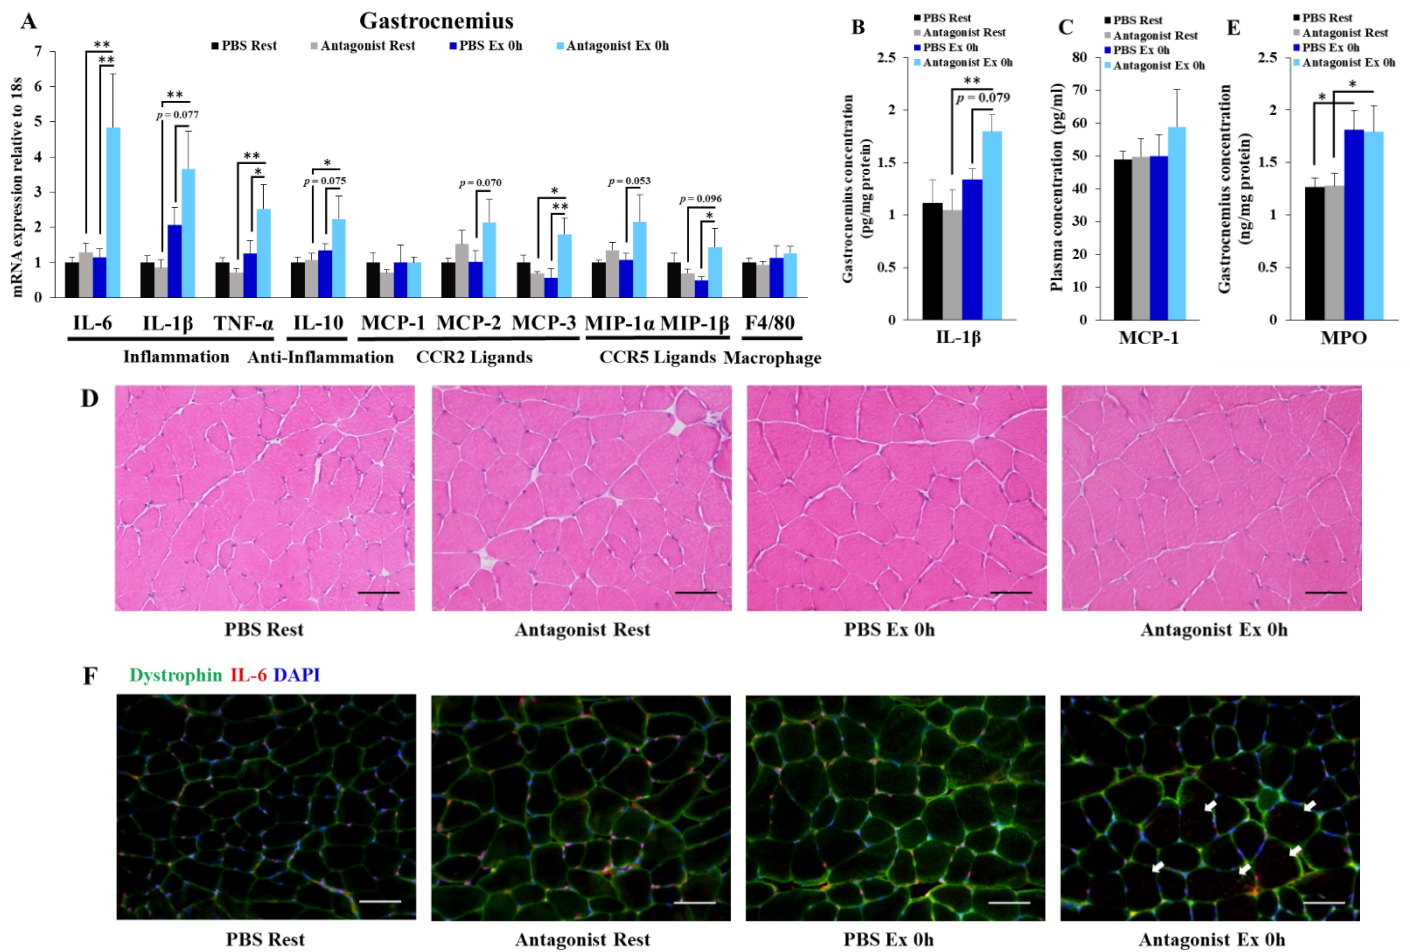 A
Gastrocnemius
PBS Rest Antagonist Rest PBS Ex 0h Antagonist Ex 0h
mRNA expression relative to 18s
7
6
5
4
3
2
1
0
**
**
**
p = 0.077
**
*
*
p = 0.075
p = 0.070
*
**
p = 0.053
p = 0.096
*
IL-6 IL-1β TNF-α IL-10 MCP-1 MCP-2 MCP-3 MIP-1α MIP-1β F4/80
Inflammation Anti-Inflammation CCR2 Ligands CCR5 Ligands Macrophage
B
PBS Rest
Antagonist Rest
PBS Ex 0h
Antagonist Ex 0h
Gastrocnemius concentration
(pg/mg protein)
2.5
2
1.5
1
0.5
0
**
p = 0.079
IL-1β
C
PBS Rest
Antagonist Rest
PBS Ex 0h
Antagonist Ex 0h
Plasma concentration (pg/ml)
80
70
60
50
40
30
20
10
0
MCP-1
E
PBS Rest
Antagonist Rest
PBS Ex 0h
Antagonist Ex 0h
Gastrocnemius concentration
(ng/mg protein)
2.5
2
1.5
1
0.5
0
*
*
MPO
D
PBS Rest Antagonist Rest PBS Ex 0h Antagonist Ex 0h
F
Dystrophin IL-6 DAPI
PBS Rest Antagonist Rest PBS Ex 0h Antagonist Ex 0h